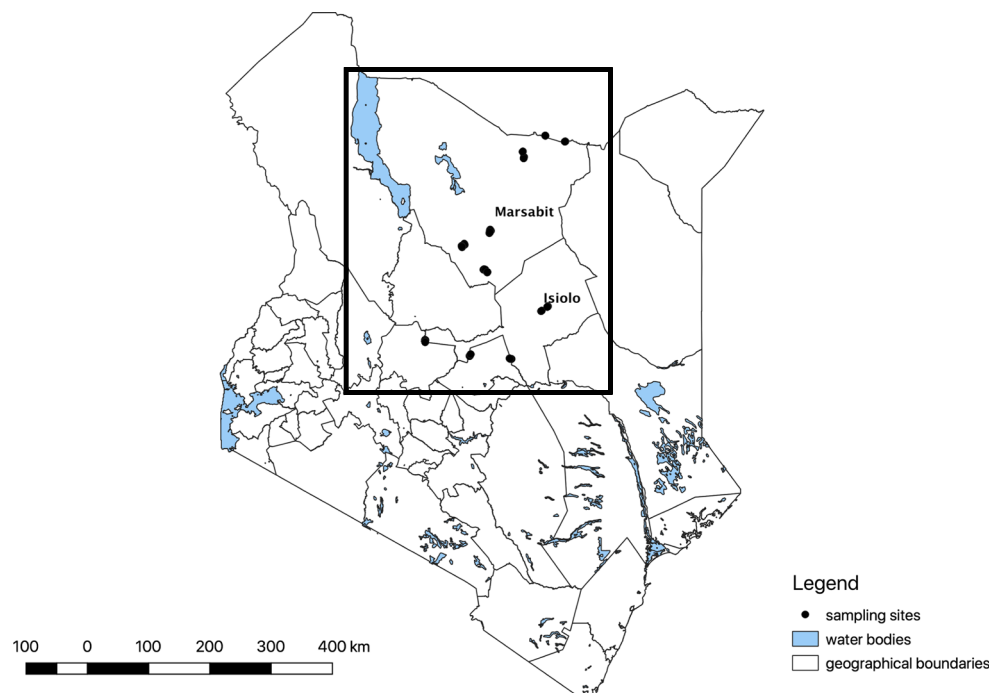 Marsabit
Isiolo
Legend
sampling sites
water bodies
geographical boundaries
100 0 100 200 300 400 km